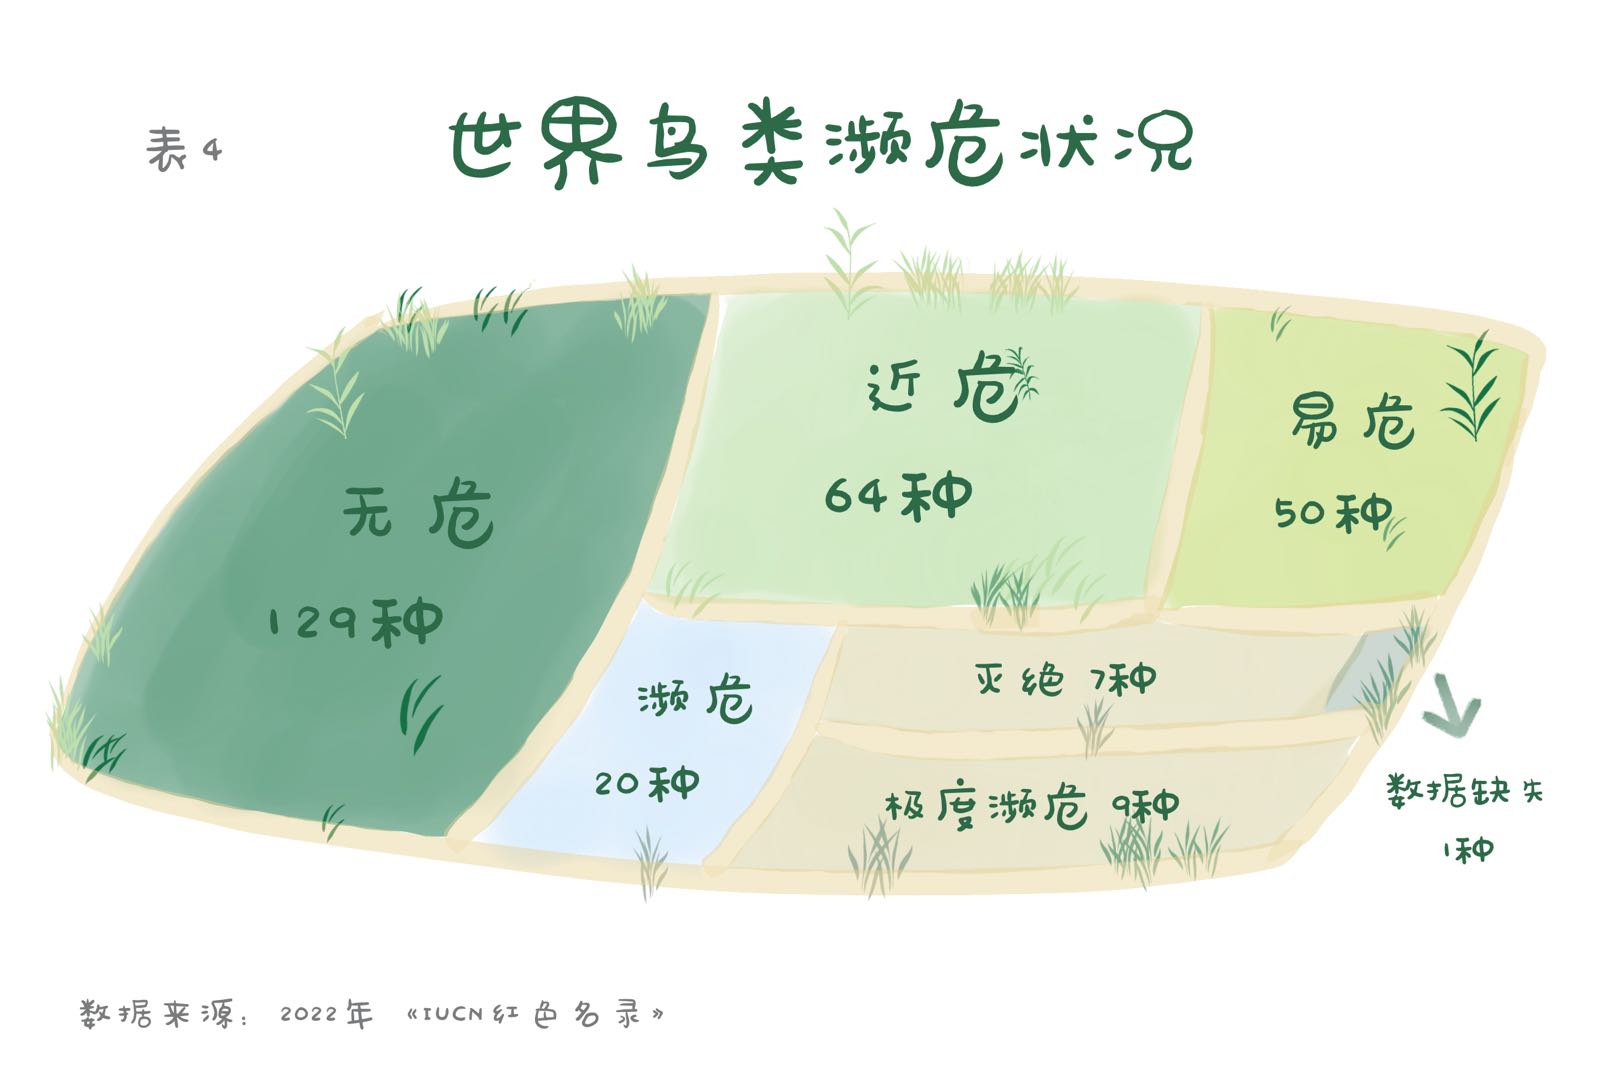 表4
世界鸟类濒危状况
无危
129种
近危
64种
易危
50种
濒危
20种
灭绝 7种
极度濒危 9种
数据缺失
1种
数据来源：2022年《IUCN红色名录》